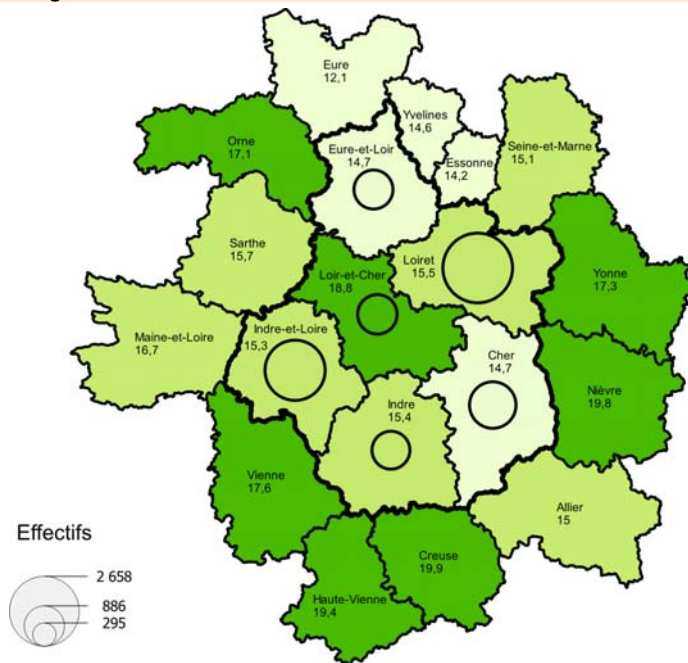 Eure
12,1
Yvelines
14,6
Orne
17,1
Eure-et-Loir
14,7
Essonne
14,2
Seine-et-Marne
15,1
Sarthe
15,7
Loir-et-Cher
18,8
Loiret
15,5
Yonne
17,3
Maine-et-Loire
16,7
Indre-et-Loire
15,3
Cher
14,7
Nièvre
19,8
Indre
15,4
Vienne
17,6
Allier
15
Creuse
19,9
Haute-Vienne
19,4
Effectifs
2 658
886
295